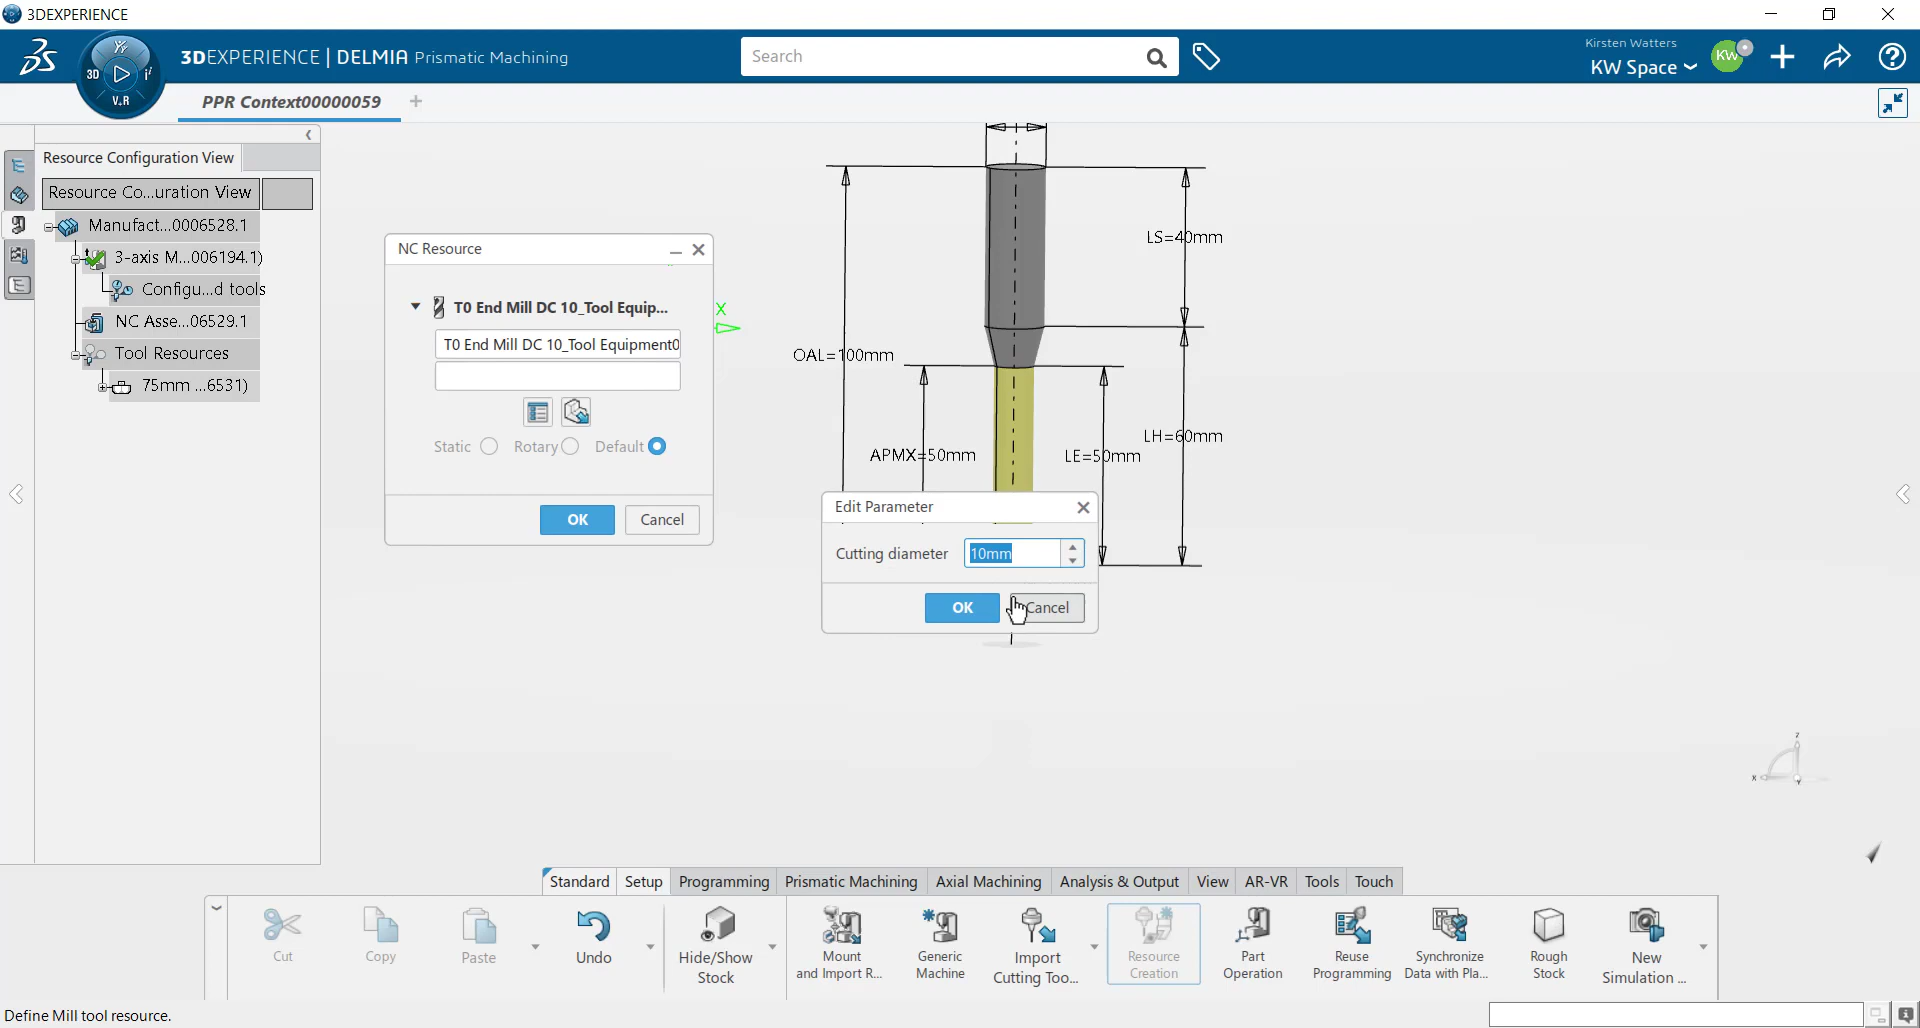 3DEXPERIENCE
3DEXPERIENCE | DELMIA Prismatic Machining
Search
Kirsten Watters
KW Space
KW
3D
V.R
PPR Context00000059
Resource Configuration View
Resource Co...uration View
Manufact...0006528.1
3-axis M...006194.1)
Configu...d tools
NC Asse...06529.1
Tool Resources
75mm ...6531)
NC Resource
T0 End Mill DC 10_Tool Equip...
T0 End Mill DC 10_Tool Equipment0
Static Rotary Default
OK Cancel
X
LS=40mm
OAL=100mm
LH=60mm
APMX=50mm
LE=50mm
Edit Parameter
Cutting diameter 10mm
OK Cancel
z
x
Y
Standard Setup Programming Prismatic Machining Axial Machining Analysis & Output View AR-VR Tools Touch
Cut
Copy
Paste
Undo
Hide/Show
Stock
Mount
and Import R...
Generic
Machine
Import
Cutting Too...
Resource
Creation
Part
Operation
Reuse
Programming
Synchronize
Data with Pla...
Rough
Stock
New
Simulation ...
Define Mill tool resource.